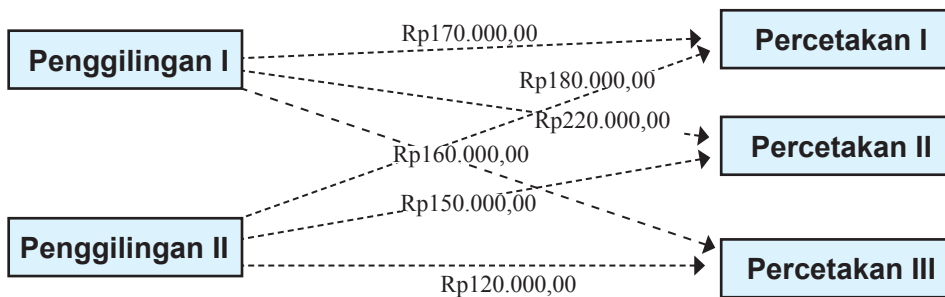 Rp170.000,00
Percetakan I
Penggilingan I
Rp180.000,00
Rp220.000,00
Percetakan II
Rp160.000,00
Rp150.000,00
Penggilingan II
Percetakan III
Rp120.000,00